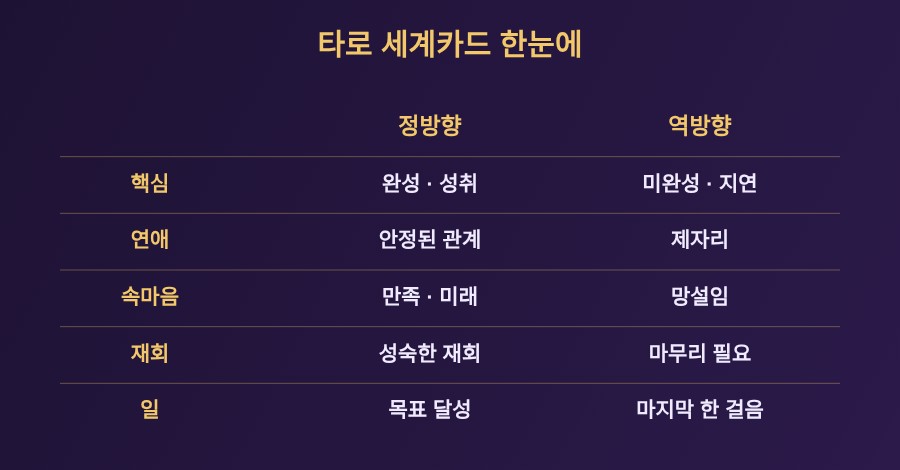 타로 세계카드 한눈에
정방향 역방향
핵심 완성 · 성취 미완성 · 지연
연애 안정된 관계 제자리
속마음 만족 · 미래 망설임
재회 성숙한 재회 마무리 필요
일 목표 달성 마지막 한 걸음